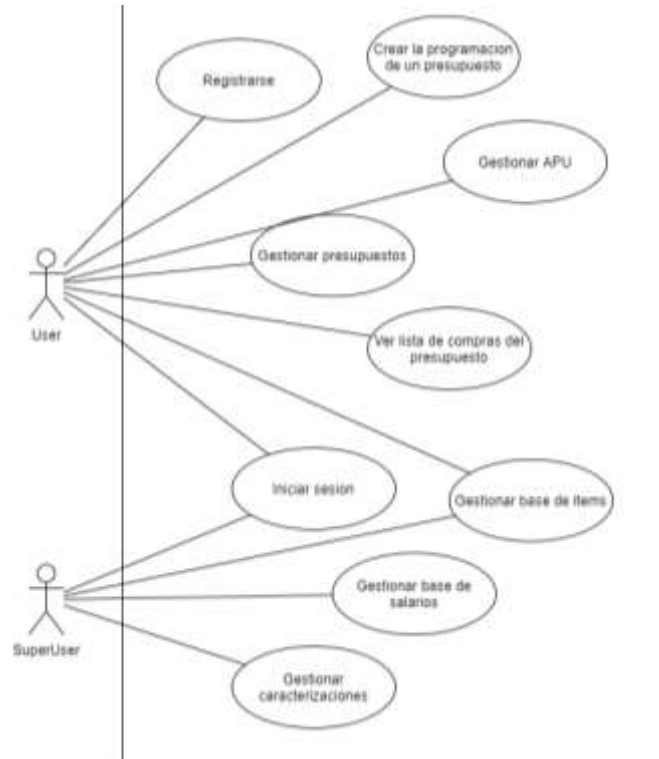 Crear la programacion
de un presupuesto
Registrarse
Gestionar APU
Gestionar presupuestos
User
Ver lista de compras del
presupuesto
Iniciar sesion
Gestionar base de items
Gestionar base de
salarios
SuperUser
Gestionar
caracterizaciones